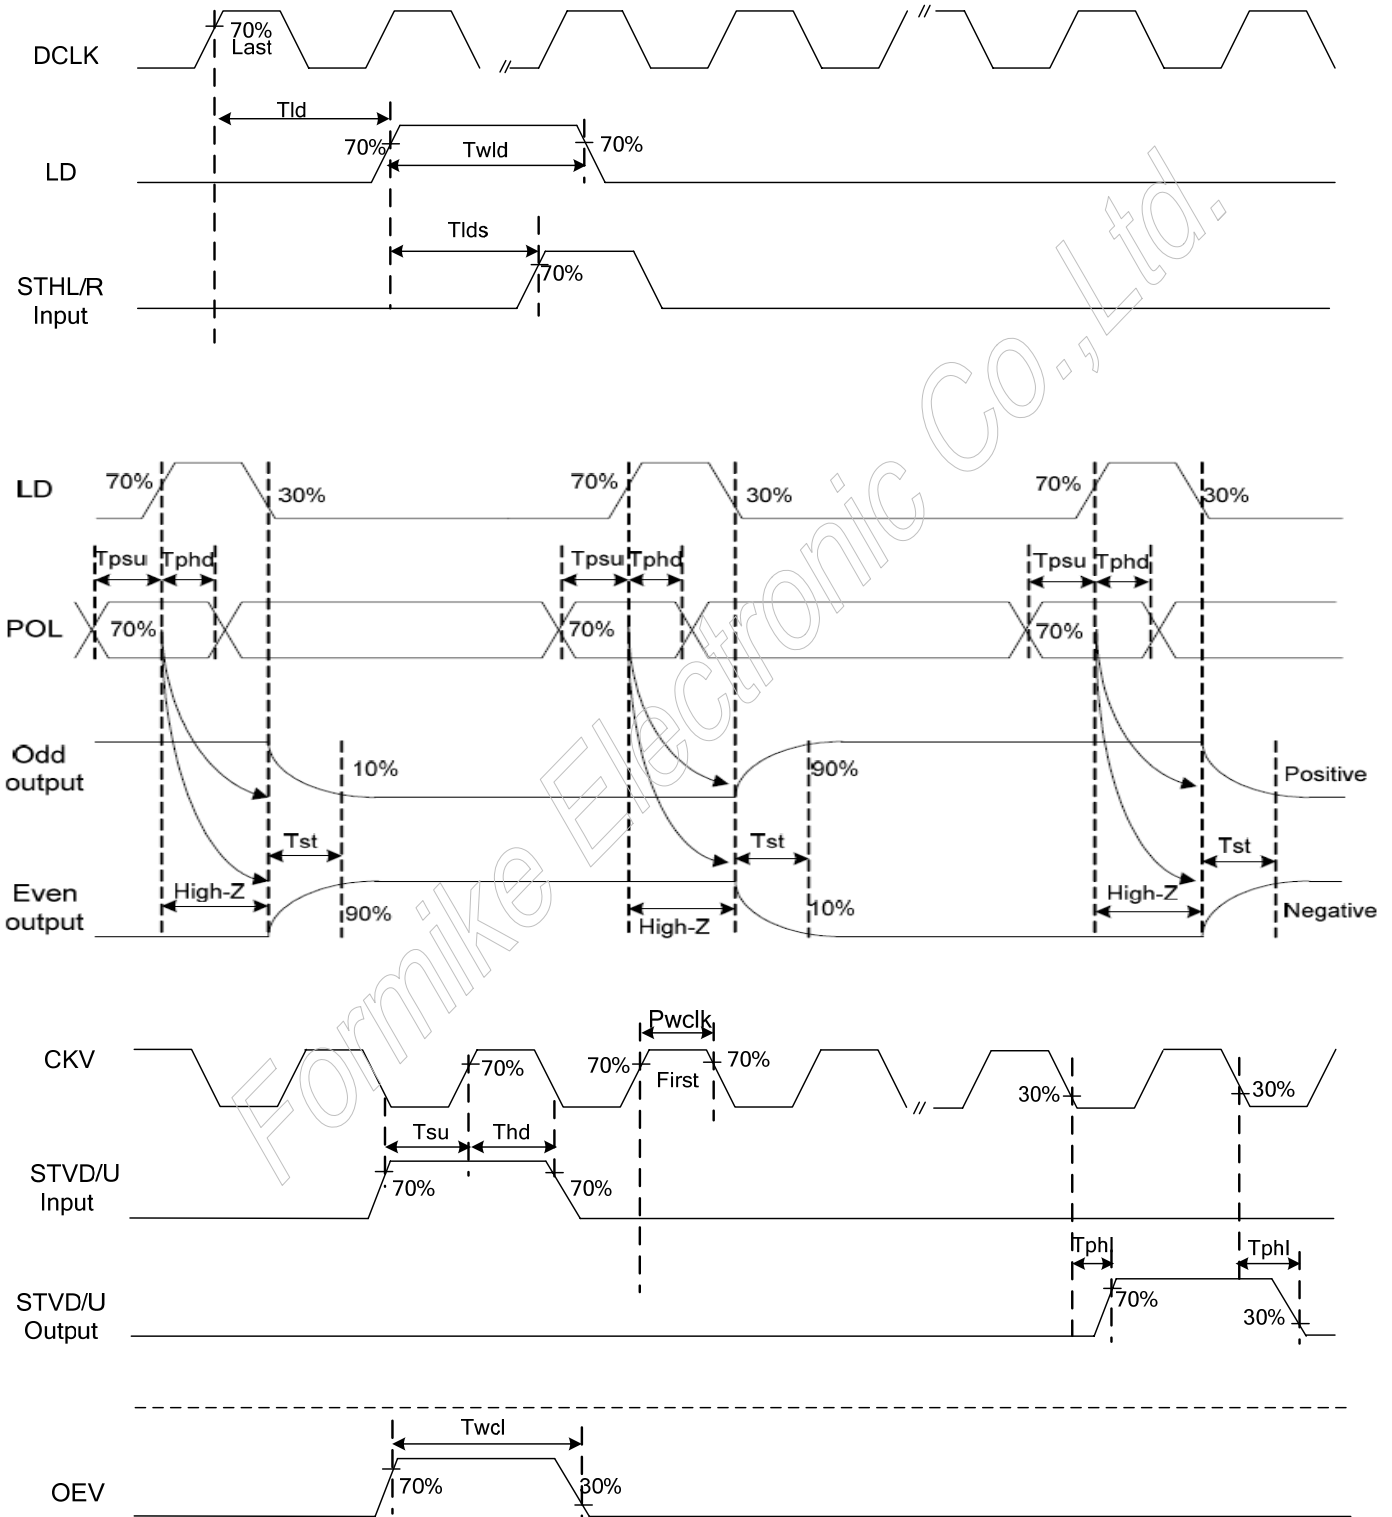 DCLK
70%
Last
Tld
LD
70%
Twld
70%
Tlds
STHL/R
Input
70%
LD
70%
30%
70%
30%
70%
30%
Tpsu
Tphd
Tpsu
Tphd
Tpsu
Tphd
POL
70%
70%
70%
Odd
output
10%
90%
Positive
Tst
Tst
Tst
Even
output
High-Z
90%
High-Z
10%
High-Z
Negative
Pwclk
CKV
70%
70%
First
70%
30%
30%
Tsu
Thd
STVD/U
Input
70%
70%
Tphl
Tphl
STVD/U
Output
70%
30%
Twcl
OEV
70%
30%
Formike Electronic Co.,Ltd.